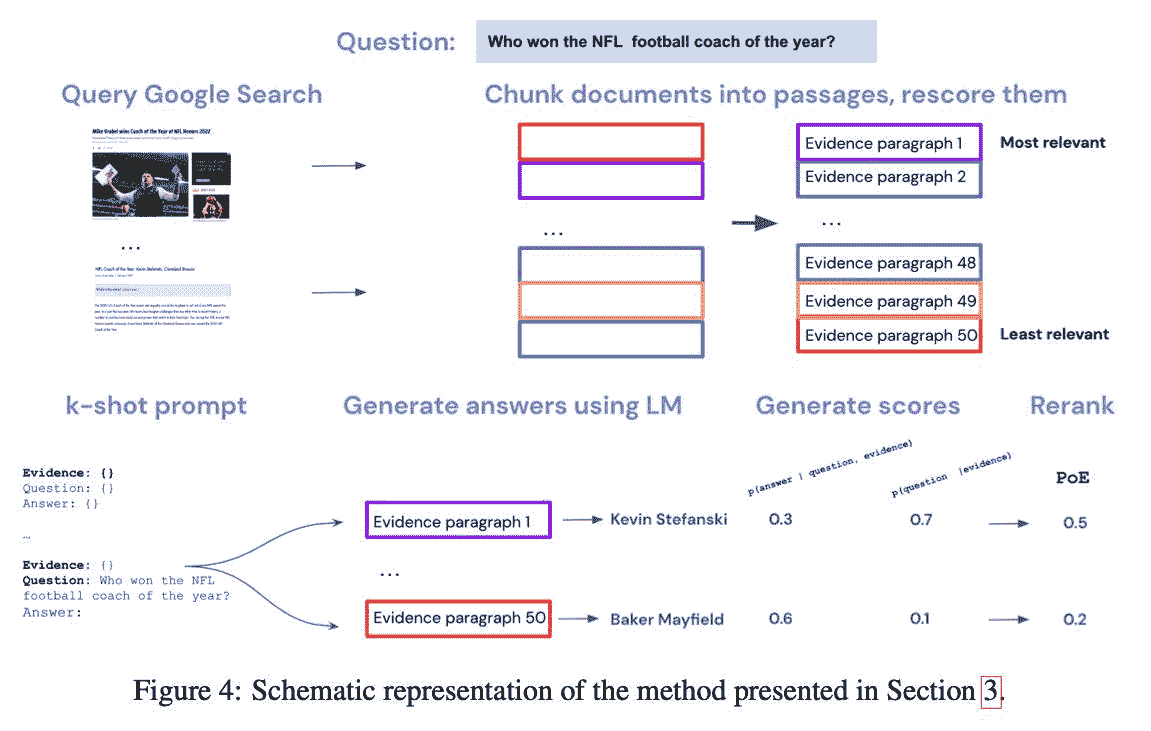 Question: Who won the NFL football coach of the year?
Query Google Search
Chunk documents into passages, rescore them
Mike Vrabel wins Coach of the Year at NFL Honors 2022
...
NFL Coach of the Year: Kevin Stefanski, Cleveland Browns
...
Evidence paragraph 1
Most relevant
Evidence paragraph 2
...
Evidence paragraph 48
Evidence paragraph 49
Evidence paragraph 50
Least relevant
k-shot prompt
Generate answers using LM
Generate scores
Rerank
Evidence: {}
Question: {}
Answer: {}
…
Evidence: {}
Question: Who won the NFL
football coach of the year?
Answer:
p(answer | question, evidence)
p(question |evidence)
PoE
Evidence paragraph 1
Kevin Stefanski
0.3
0.7
0.5
...
Evidence paragraph 50
Baker Mayfield
0.6
0.1
0.2
Figure 4: Schematic representation of the method presented in Section 3.